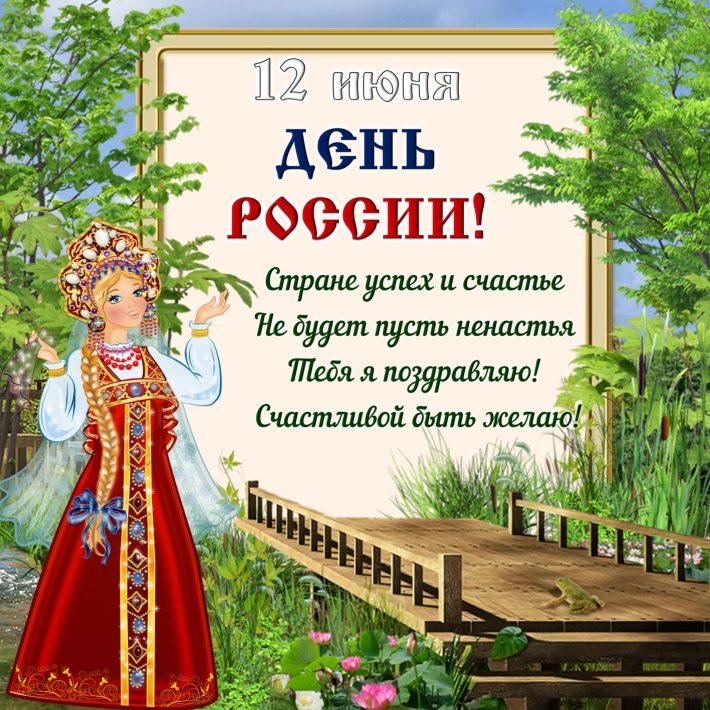 12 июня
ДЕНЬ
РОССИИ!
Стране успех и счастье
Не будет пусть ненастья
Тебя я поздравляю!
Счастливой быть желаю!